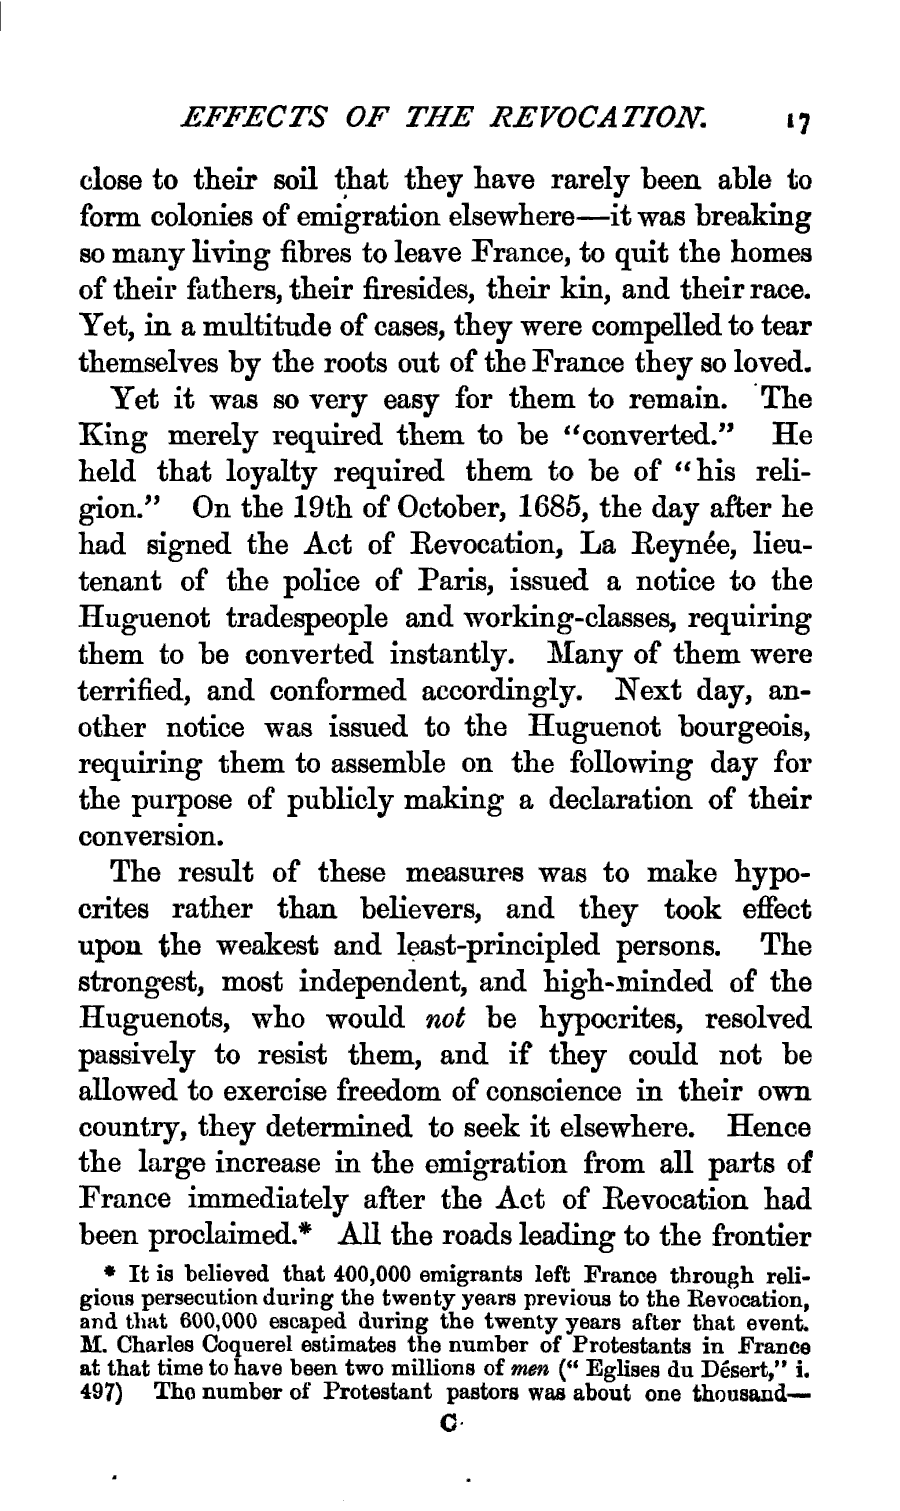 EFFECTS OF THE REVOCATION. 17
close to their soil that they have rarely been able to
form colonies of emigration elsewhere—it was breaking
so many living fibres to leave France, to quit the homes
of their fathers, their firesides, their kin, and their race.
Yet, in a multitude of cases, they were compelled to tear
themselves by the roots out of the France they so loved.
Yet it was so very easy for them to remain. The
King merely required them to be “converted.” He
held that loyalty required them to be of “his reli-
gion.” On the 19th of October, 1685, the day after he
had signed the Act of Revocation, La Reynée, lieu-
tenant of the police of Paris, issued a notice to the
Huguenot tradespeople and working-classes, requiring
them to be converted instantly. Many of them were
terrified, and conformed accordingly. Next day, an-
other notice was issued to the Huguenot bourgeois,
requiring them to assemble on the following day for
the purpose of publicly making a declaration of their
conversion.
The result of these measures was to make hypo-
crites rather than believers, and they took effect
upon the weakest and least-principled persons. The
strongest, most independent, and high-minded of the
Huguenots, who would not be hypocrites, resolved
passively to resist them, and if they could not be
allowed to exercise freedom of conscience in their own
country, they determined to seek it elsewhere. Hence
the large increase in the emigration from all parts of
France immediately after the Act of Revocation had
been proclaimed.* All the roads leading to the frontier
* It is believed that 400,000 emigrants left France through reli-
gious persecution during the twenty years previous to the Revocation,
and that 600,000 escaped during the twenty years after that event.
M. Charles Coquerel estimates the number of Protestants in France
at that time to have been two millions of men (“ Eglises du Désert,” i.
497) The number of Protestant pastors was about one thousand—
C